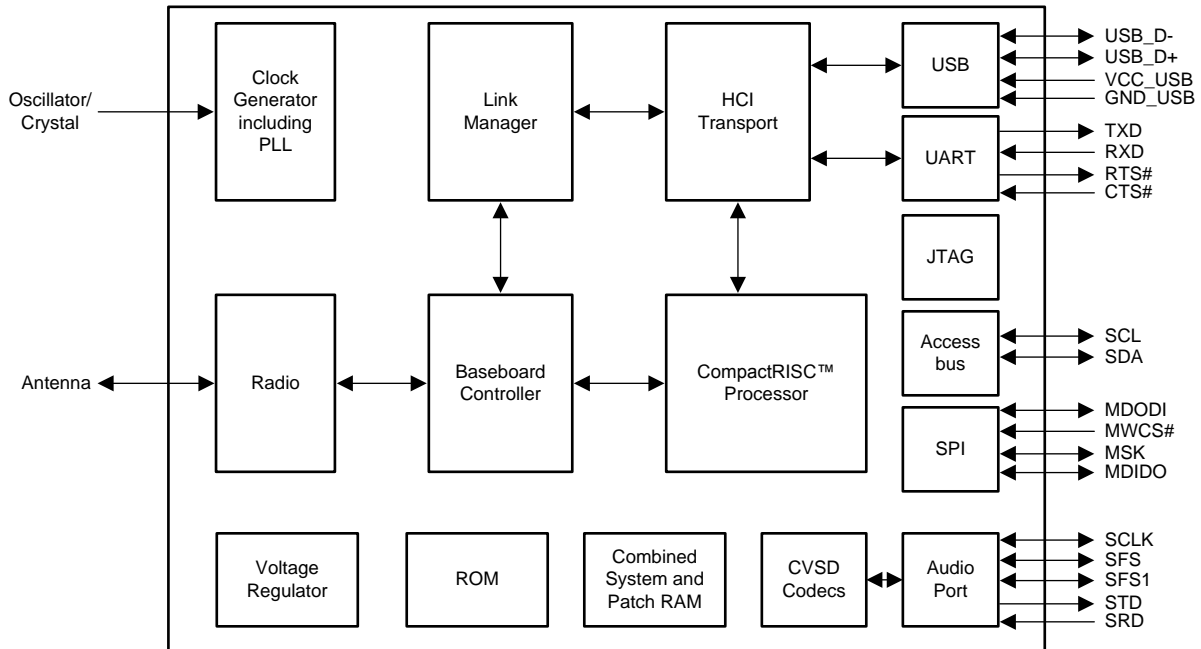 Oscillator/
Crystal
Clock
Generator
including
PLL
Link
Manager
HCI
Transport
USB
USB_D-
USB_D+
VCC_USB
GND_USB
UART
TXD
RXD
RTS#
CTS#
JTAG
Antenna
Radio
Baseboard
Controller
CompactRISC™
Processor
Access
bus
SCL
SDA
SPI
MDODI
MWCS#
MSK
MDIDO
Voltage
Regulator
ROM
Combined
System and
Patch RAM
CVSD
Codecs
Audio
Port
SCLK
SFS
SFS1
STD
SRD